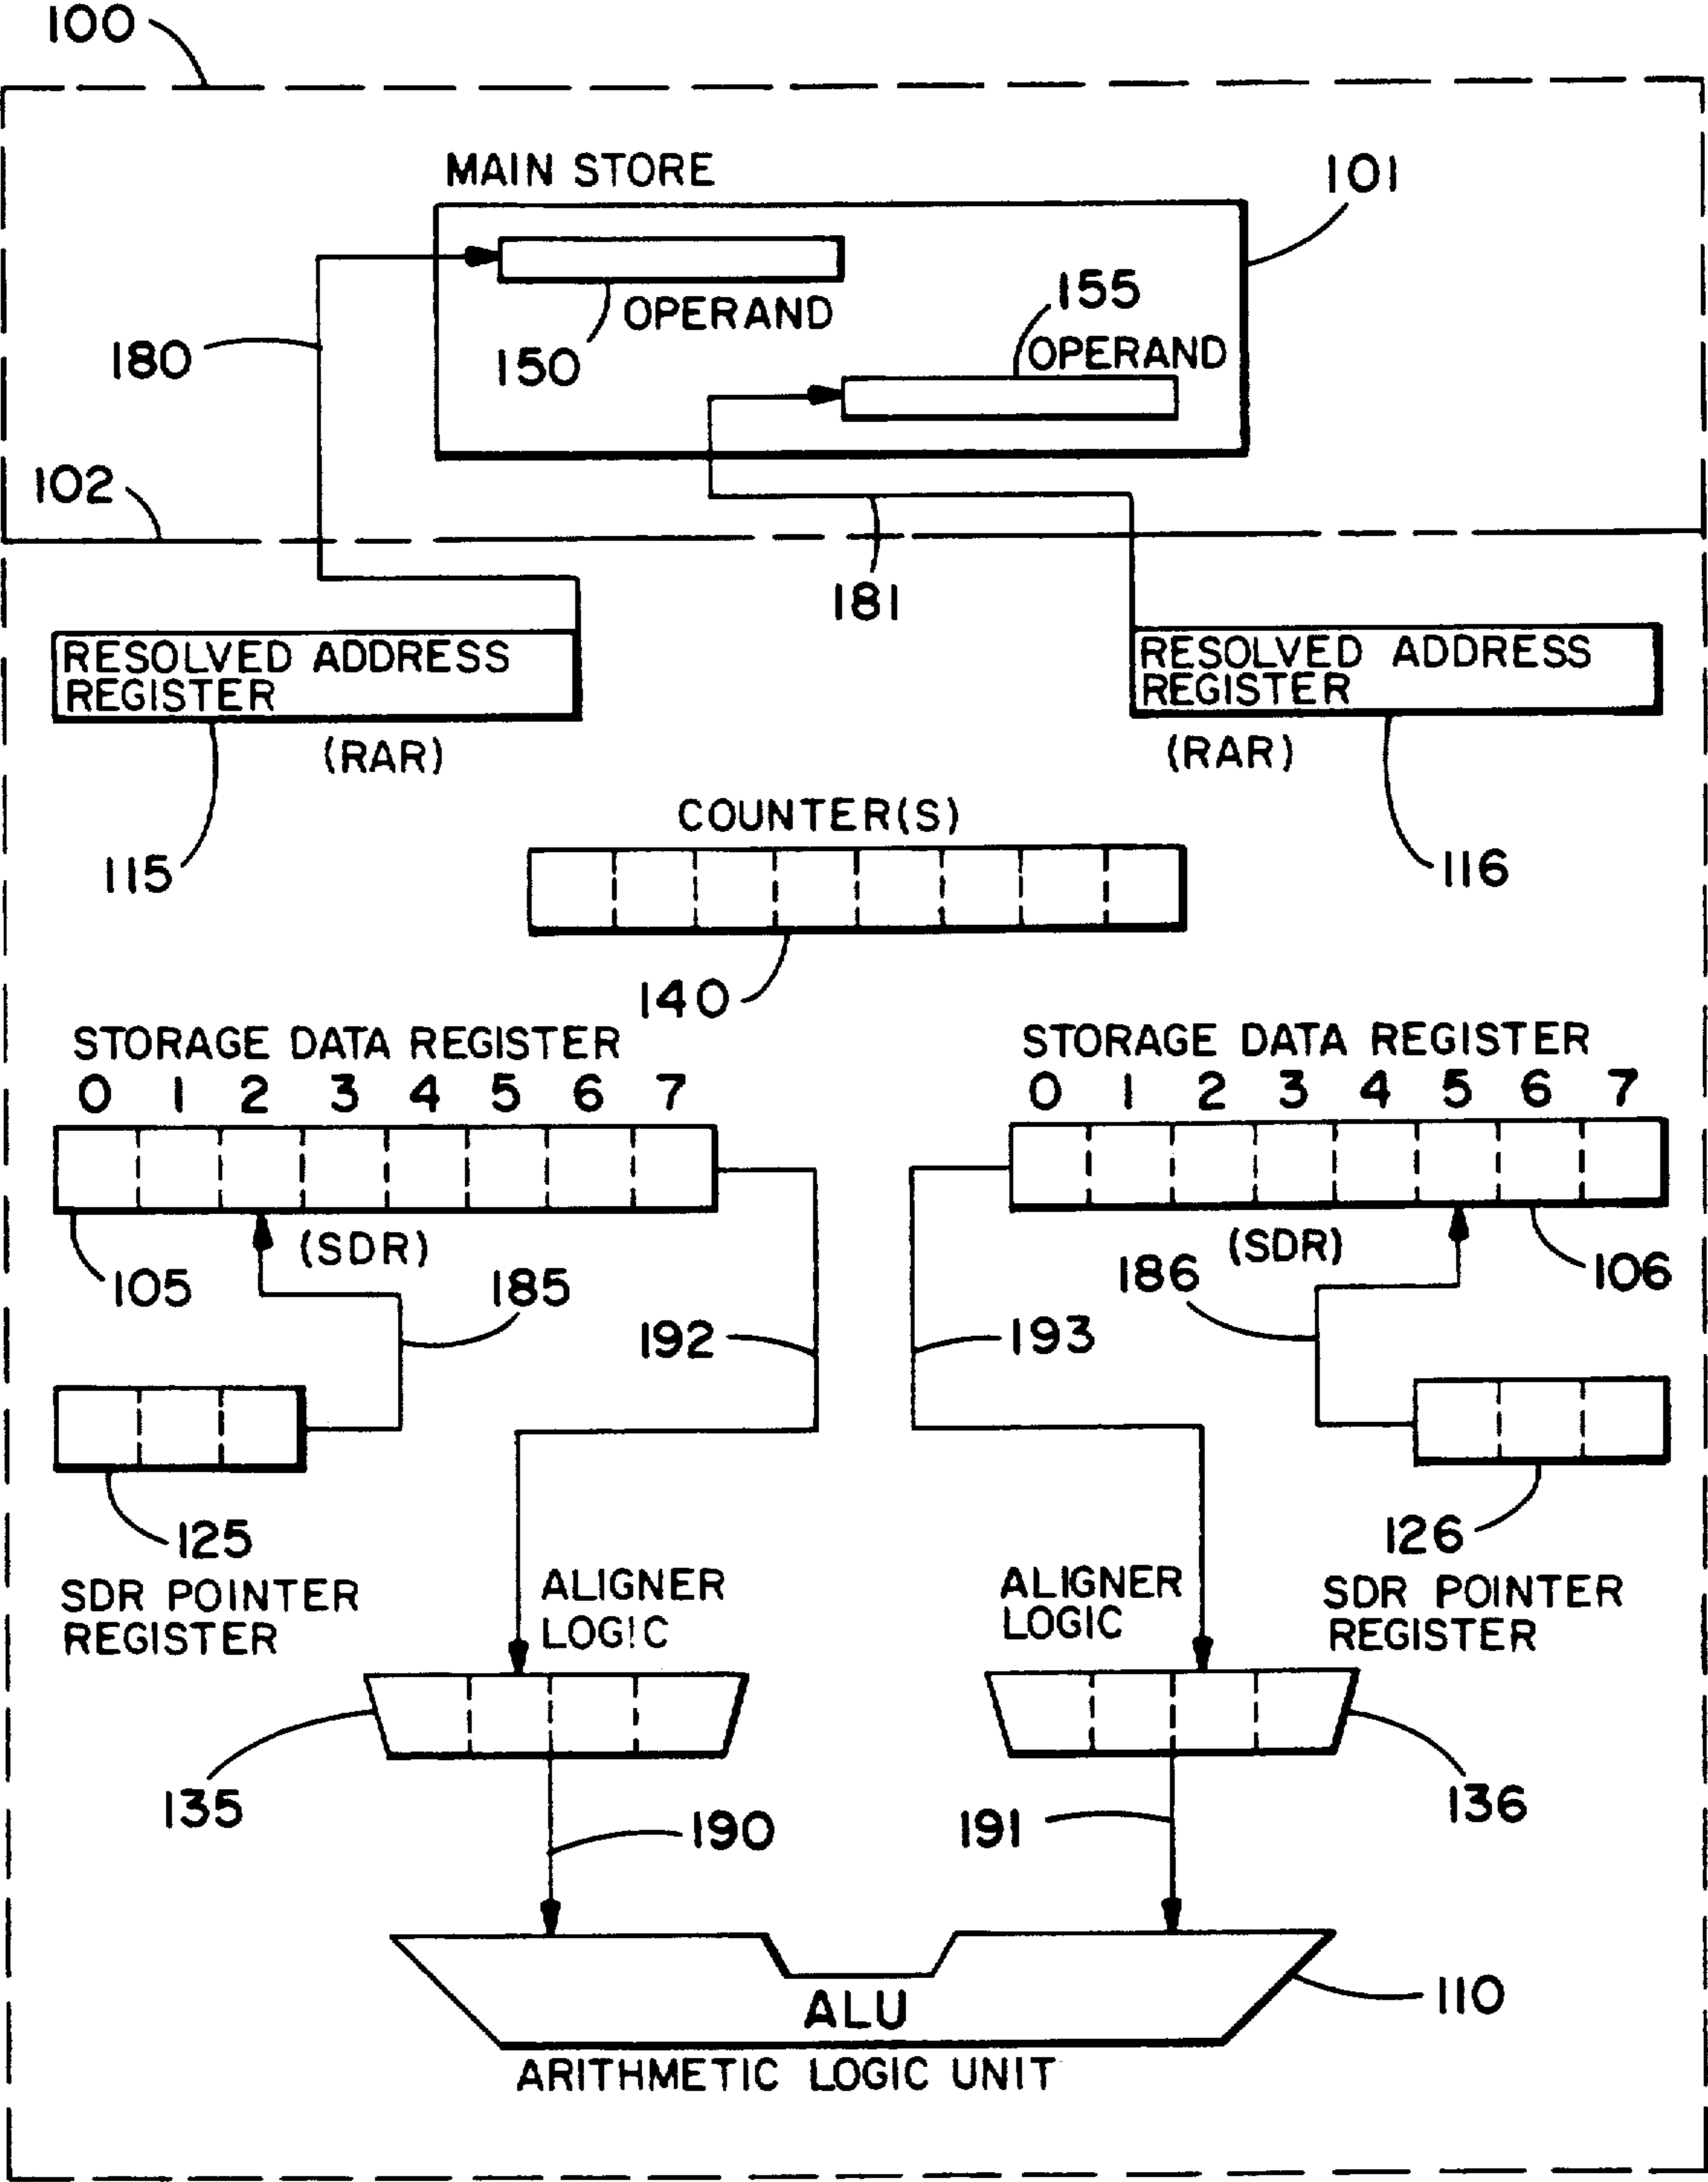 100
MAIN STORE
101
OPERAND
155
180
150
OPERAND
102
181
RESOLVED ADDRESS
REGISTER
RESOLVED ADDRESS
REGISTER
(RAR)
(RAR)
COUNTER(S)
115
116
140
STORAGE DATA REGISTER
0 1 2 3 4 5 6 7
STORAGE DATA REGISTER
0 1 2 3 4 5 6 7
(SDR)
(SDR)
105
185
186
106
192
193
125
SDR POINTER
REGISTER
126
SDR POINTER
REGISTER
ALIGNER
LOGIC
ALIGNER
LOGIC
135
136
190
191
ALU
110
ARITHMETIC LOGIC UNIT